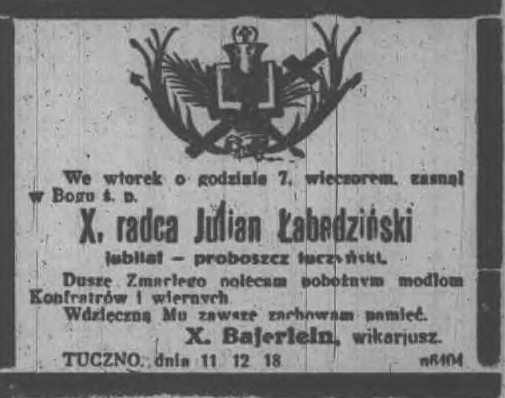 We wtorek o godzinie 7. wieczorem, zasnął
w Bogu ś. p.
X. radca Julian Łabędziński
jubilat – proboszcz tuczyński.
Duszę Zmarłego polecam pobożnym modłom
Konfratrów i wiernych
Wdzięczną Mu zawsze zachowam pamięć.
X. Bajerlein, wikarjusz.
TUCZNO, dnia 11 12 18 n6404